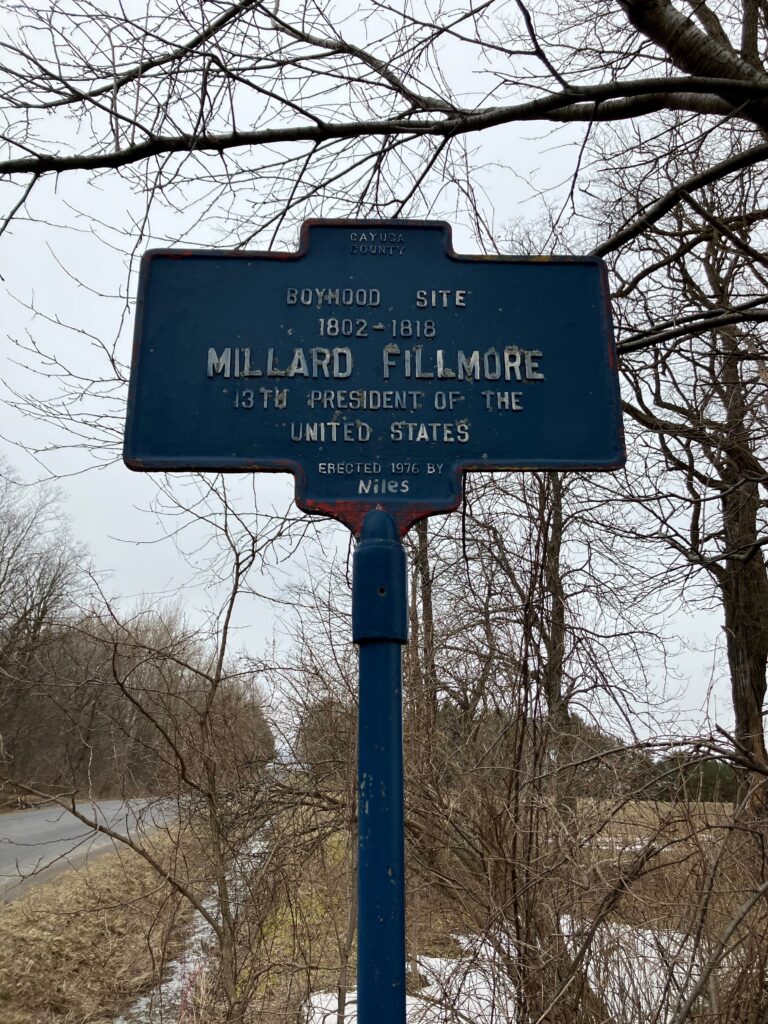 CAYUGA
COUNTY
BOYHOOD SITE
1802-1818
MILLARD FILLMORE
13TH PRESIDENT OF THE
UNITED STATES
ERECTED 1976 BY
Niles